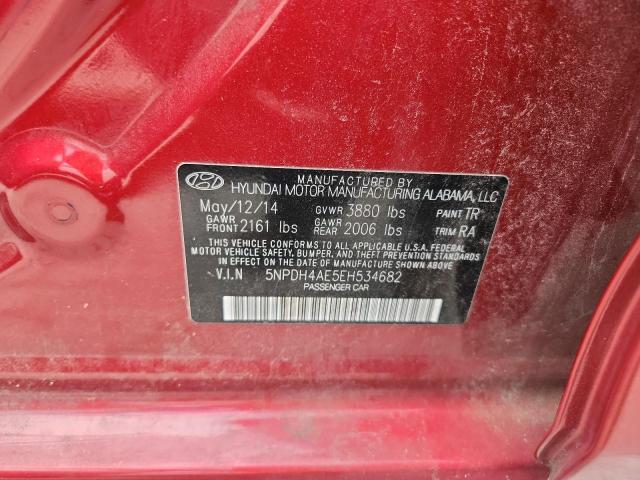 MANUFACTURED BY
HYUNDAI MOTOR MANUFACTURING ALABAMA, LLC
May/12/14 GVWR 3880 lbs PAINT TR
GAWR FRONT 2161 lbs GAWR REAR 2006 lbs TRIM RA
THIS VEHICLE CONFORMS TO ALL APPLICABLE U.S.A. FEDERAL
MOTOR VEHICLE SAFETY, BUMPER, AND THEFT PREVENTION STANDARDS
IN EFFECT ON THE DATE OF MANUFACTURE SHOWN ABOVE.
V.I.N 5NPDH4AE5EH534682
PASSENGER CAR